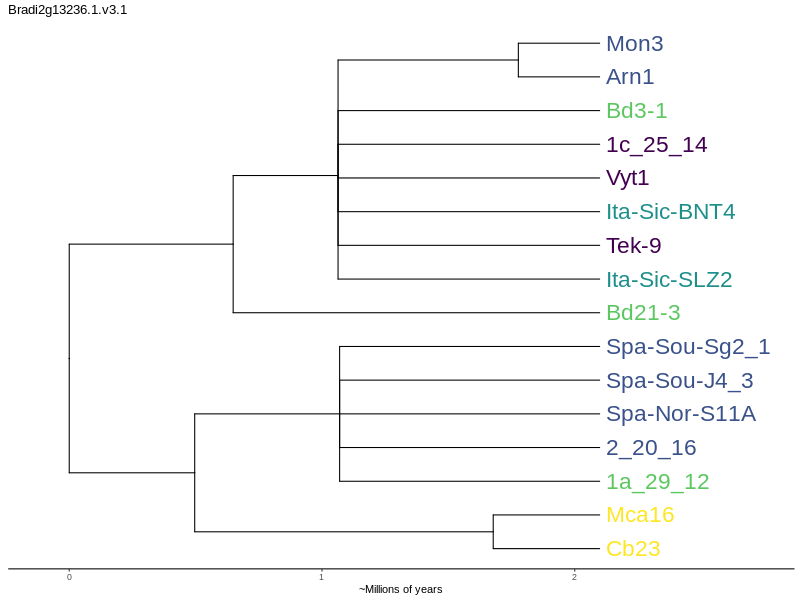 Bradi2g13236.1.v3.1
Mon3
Arn1
Bd3-1
1c_25_14
Vyt1
Ita-Sic-BNT4
Tek-9
Ita-Sic-SLZ2
Bd21-3
Spa-Sou-Sg2_1
Spa-Sou-J4_3
Spa-Nor-S11A
2_20_16
1a_29_12
Mca16
Cb23
0 1 2
~Millions of years